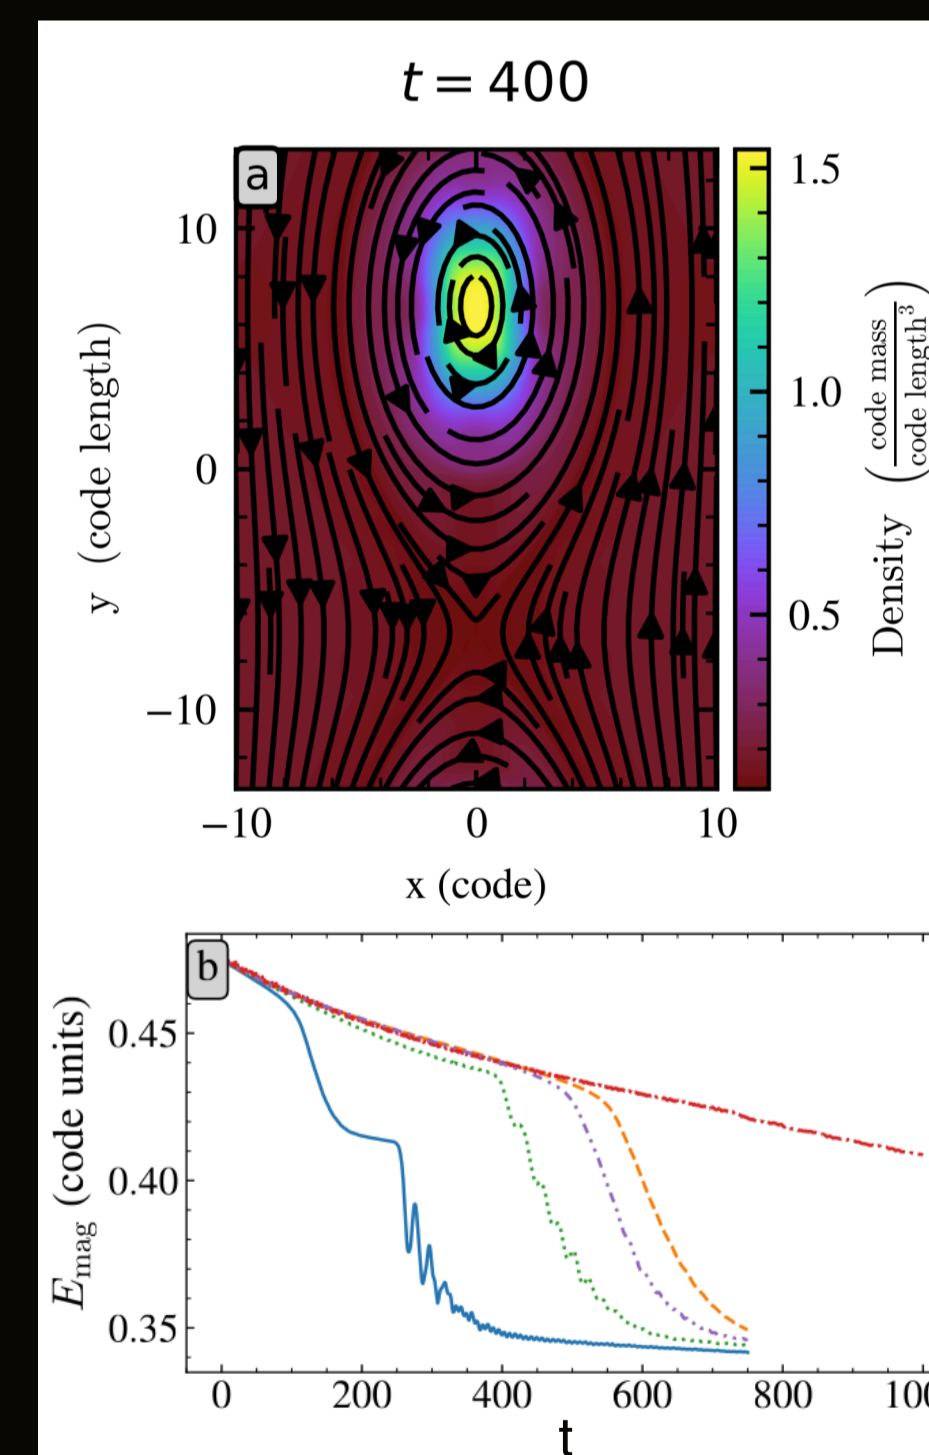 t = 400
a
10
0
−10
y (code length)
−10 0 10
x (code)
1.5
1.0
0.5
Density (code mass / code length³)
b
0.45
0.40
0.35
E_mag (code units)
0 200 400 600 800
t